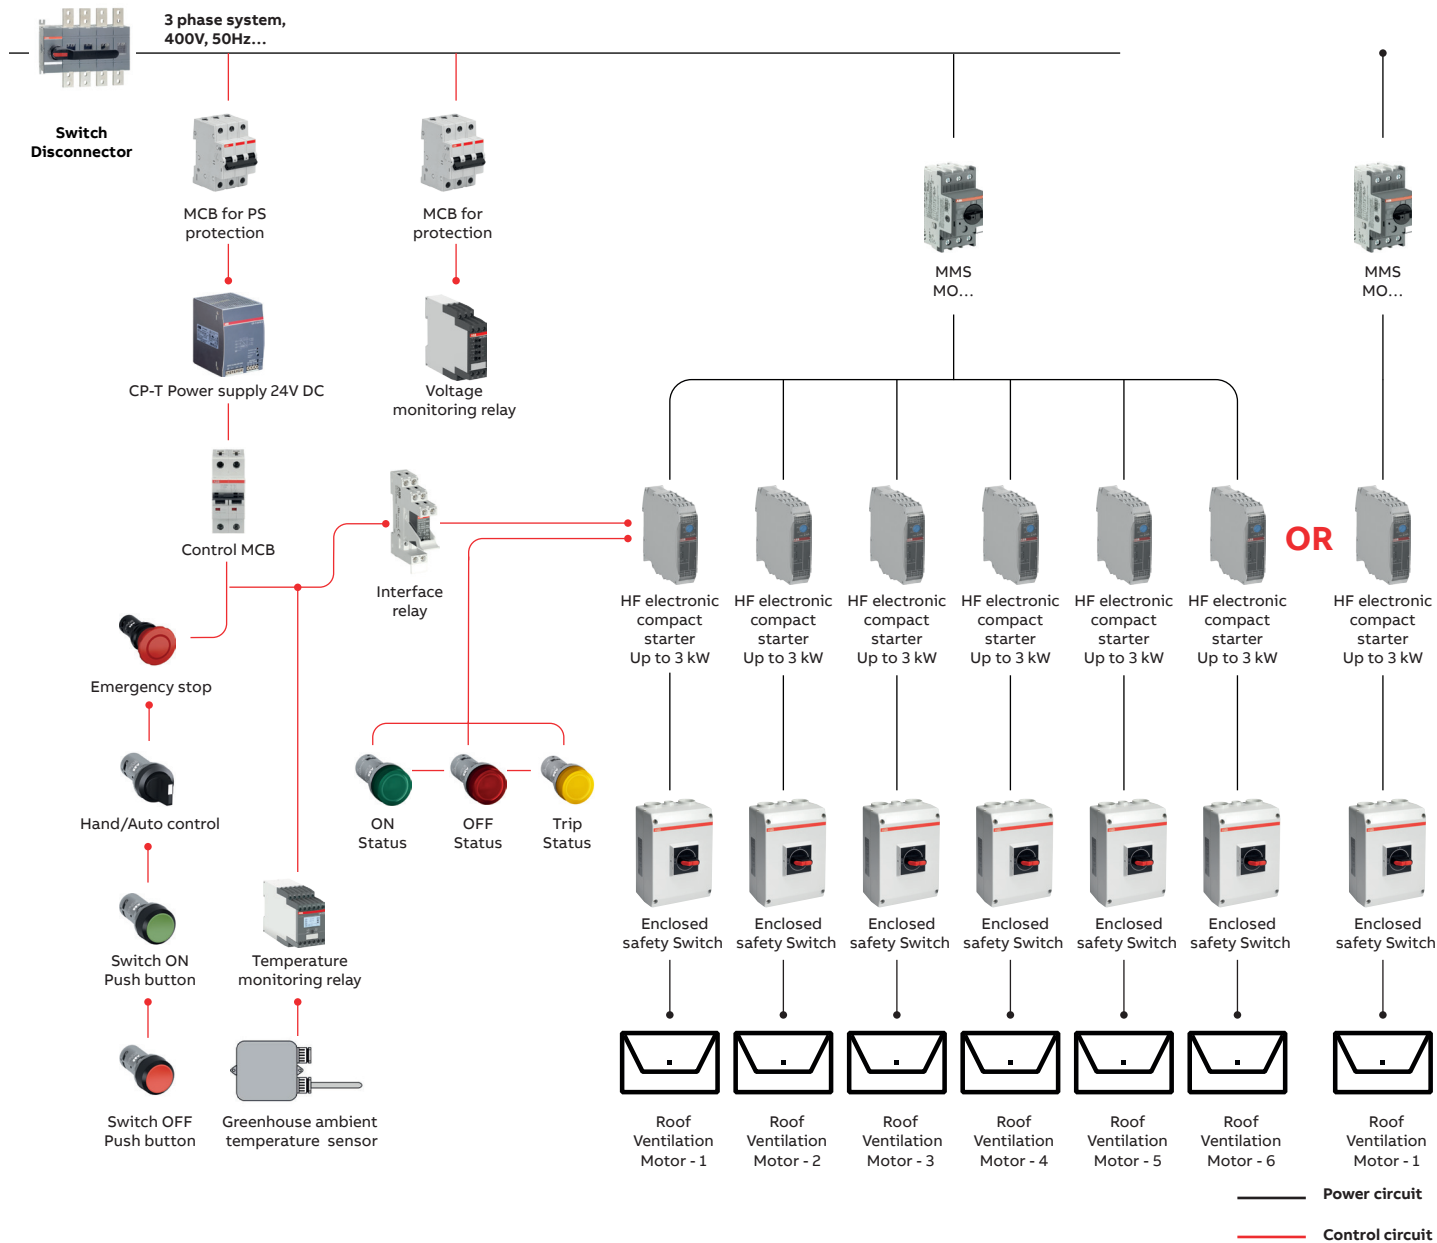 3 phase system,
400V, 50Hz...
Switch
Disconnector
MCB for PS
protection
MCB for
protection
MMS
MO...
MMS
MO...
CP-T Power supply 24V DC
Voltage
monitoring relay
Control MCB
Interface
relay
OR
HF electronic
compact
starter
Up to 3 kW
HF electronic
compact
starter
Up to 3 kW
HF electronic
compact
starter
Up to 3 kW
HF electronic
compact
starter
Up to 3 kW
HF electronic
compact
starter
Up to 3 kW
HF electronic
compact
starter
Up to 3 kW
HF electronic
compact
starter
Up to 3 kW
Emergency stop
Hand/Auto control
ON
Status
OFF
Status
Trip
Status
Switch ON
Push button
Temperature
monitoring relay
Enclosed
safety Switch
Enclosed
safety Switch
Enclosed
safety Switch
Enclosed
safety Switch
Enclosed
safety Switch
Enclosed
safety Switch
Enclosed
safety Switch
Switch OFF
Push button
Greenhouse ambient
temperature sensor
Roof
Ventilation
Motor - 1
Roof
Ventilation
Motor - 2
Roof
Ventilation
Motor - 3
Roof
Ventilation
Motor - 4
Roof
Ventilation
Motor - 5
Roof
Ventilation
Motor - 6
Roof
Ventilation
Motor - 1
Power circuit
Control circuit